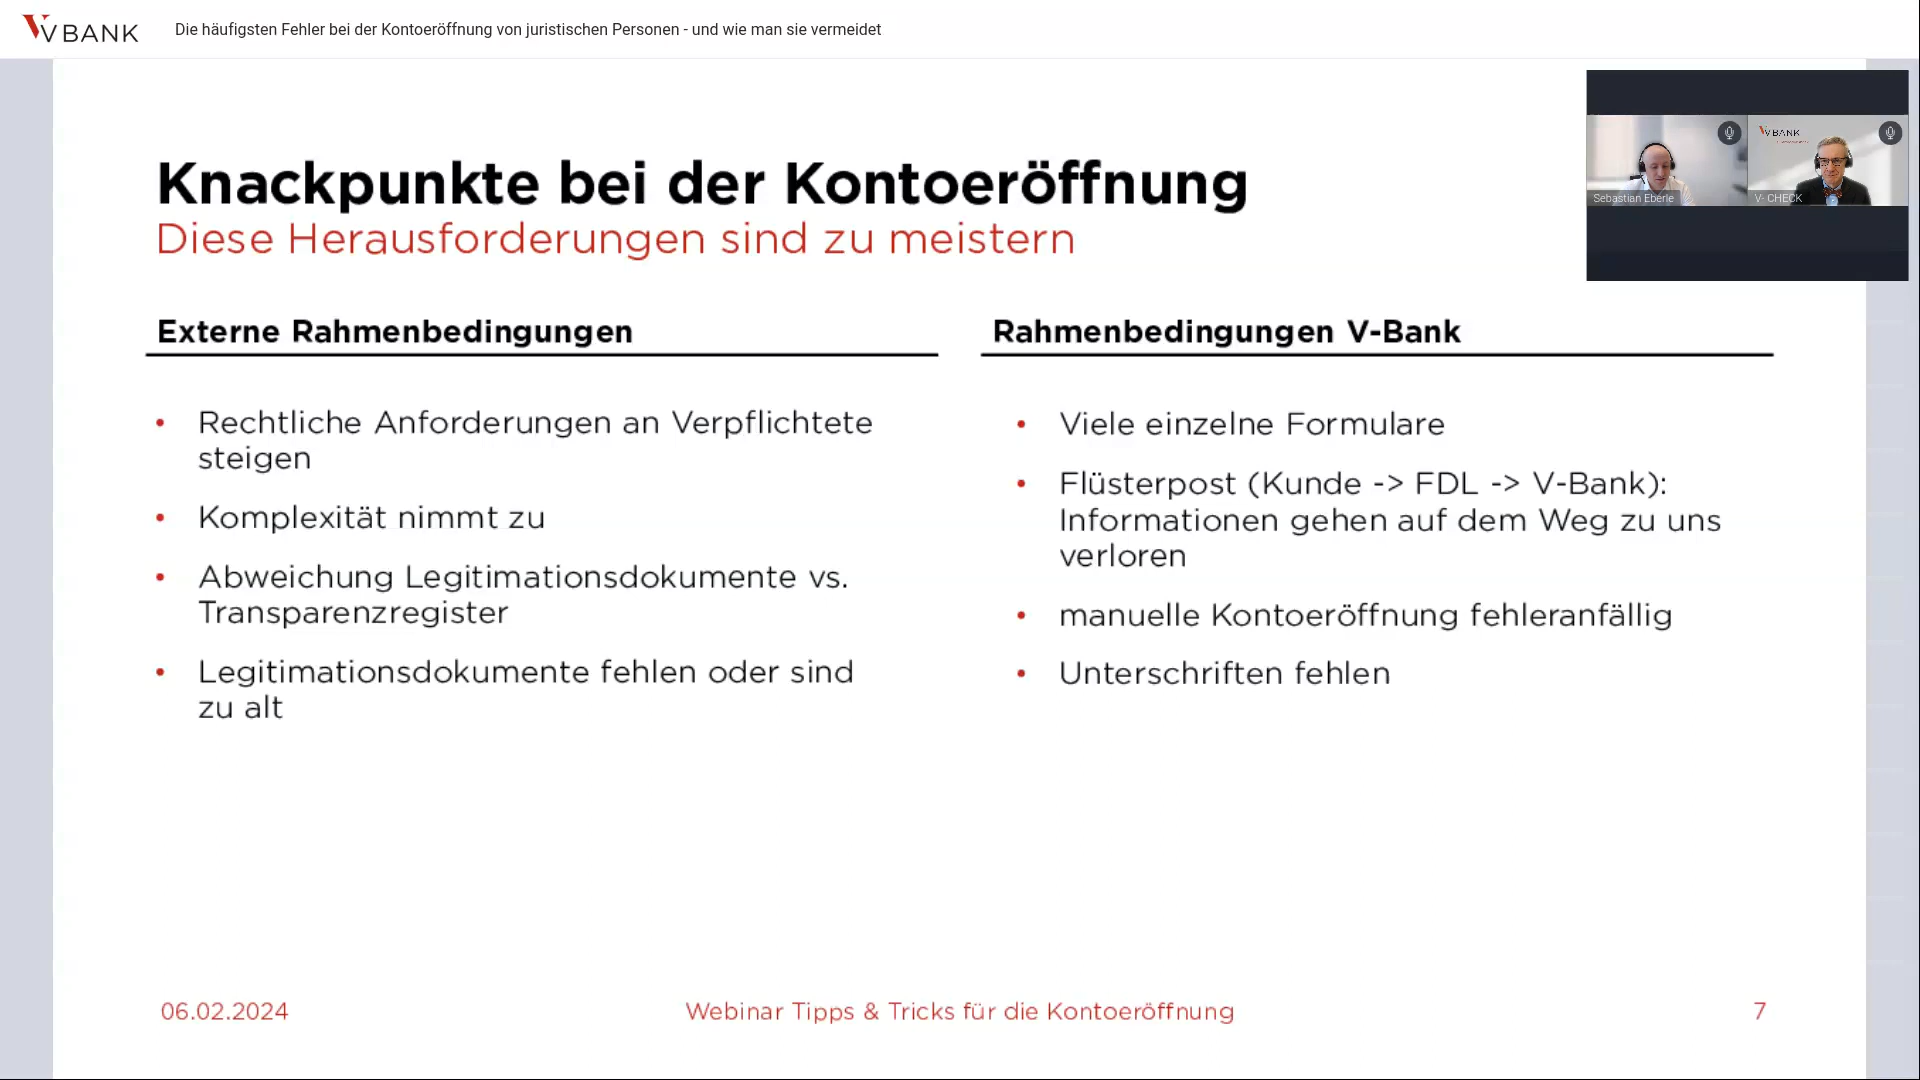 VBANK Die häufigsten Fehler bei der Kontoeröffnung von juristischen Personen - und wie man sie vermeidet
VBANK
Sebastian Eberle
V- CHECK
Knackpunkte bei der Kontoeröffnung
Diese Herausforderungen sind zu meistern
Externe Rahmenbedingungen
• Rechtliche Anforderungen an Verpflichtete
steigen
• Komplexität nimmt zu
• Abweichung Legitimationsdokumente vs.
Transparenzregister
• Legitimationsdokumente fehlen oder sind
zu alt
Rahmenbedingungen V-Bank
• Viele einzelne Formulare
• Flüsterpost (Kunde -> FDL -> V-Bank):
Informationen gehen auf dem Weg zu uns
verloren
• manuelle Kontoeröffnung fehleranfällig
• Unterschriften fehlen
06.02.2024
Webinar Tipps & Tricks für die Kontoeröffnung
7